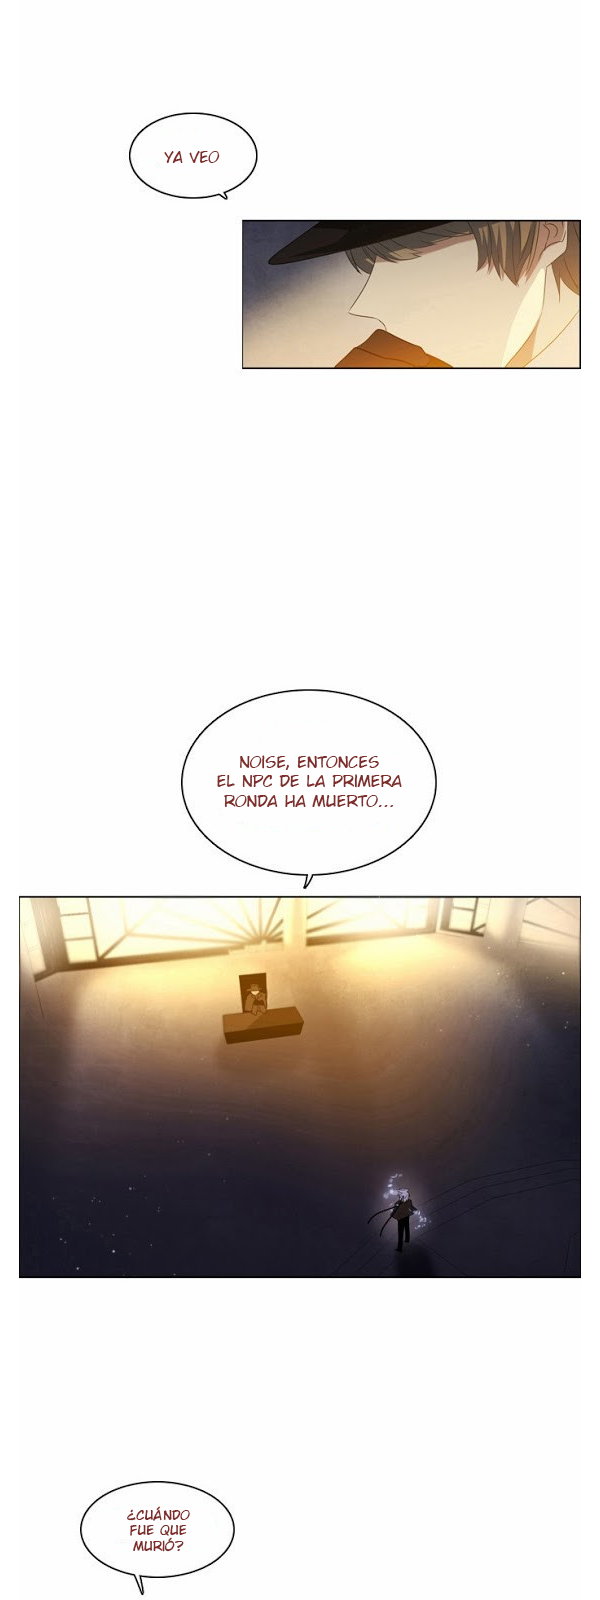 YA VEO
NOISE, ENTONCES
EL NPC DE LA PRIMERA
RONDA HA MUERTO...
¿CUÁNDO
FUE QUE
MURIÓ?